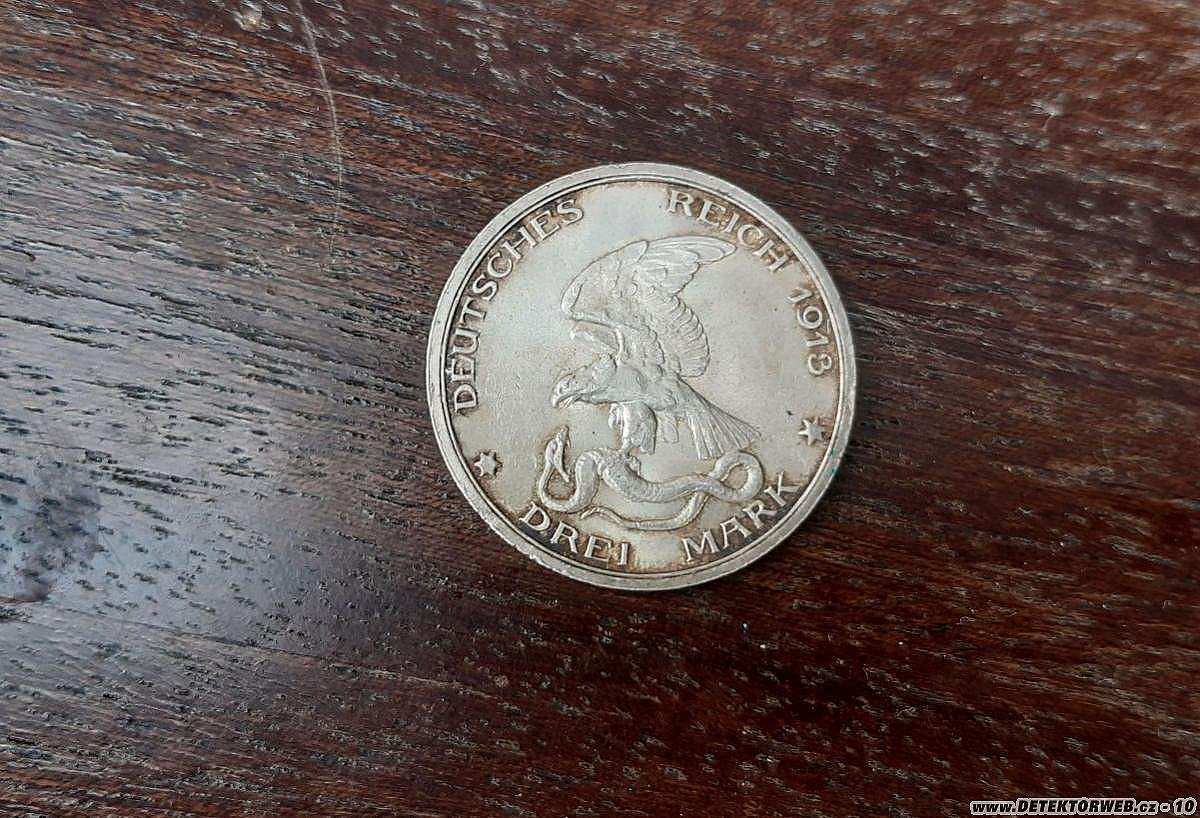 DEUTSCHES REICH 1913
DREI MARK
www.DETEKTORWEB.cz - 10